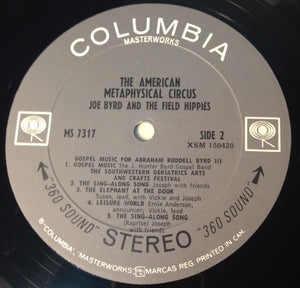 COLUMBIA
MASTERWORKS
THE AMERICAN
METAPHYSICAL CIRCUS
JOE BYRD AND THE FIELD HIPPIES
MS 7317
SIDE 2
XSM 150420
GOSPEL MUSIC FOR ABRAHAM RUDDELL BYRD III
1. GOSPEL MUSIC The J. Hunter Byrd Gospel Band
THE SOUTHWESTERN GERIATRICS ARTS
AND CRAFTS FESTIVAL
2. THE SING-ALONG SONG Joseph with friends
3. THE ELEPHANT AT THE DOOR
Susan, lead, with Vickie and Joseph
4. LEISURE WORLD Ernie Anderson,
announcer; Vickie, lead
5. THE SING-ALONG SONG
(Reprise) Joseph
with friends
"360 SOUND" STEREO "360 SOUND"
® "COLUMBIA", "MASTERWORKS", MARCAS REG. PRINTED IN CAN.